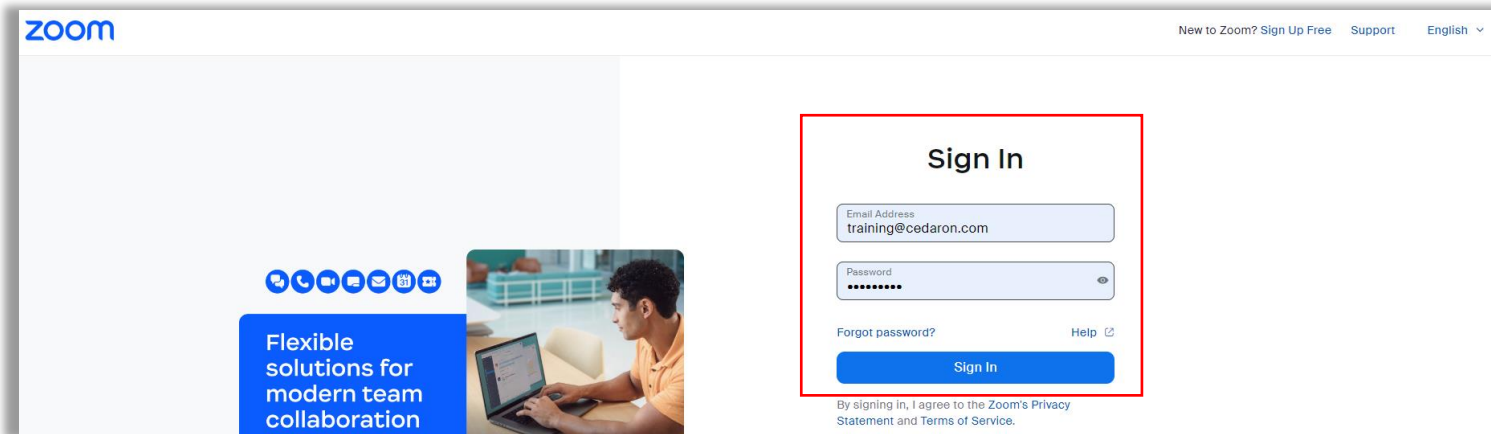 zoom
New to Zoom? Sign Up Free Support English
Sign In
Email Address
training@cedaron.com
Password
•••••••••
Forgot password? Help
Sign In
By signing in, I agree to the Zoom's Privacy
Statement and Terms of Service.
31
Flexible
solutions for
modern team
collaboration